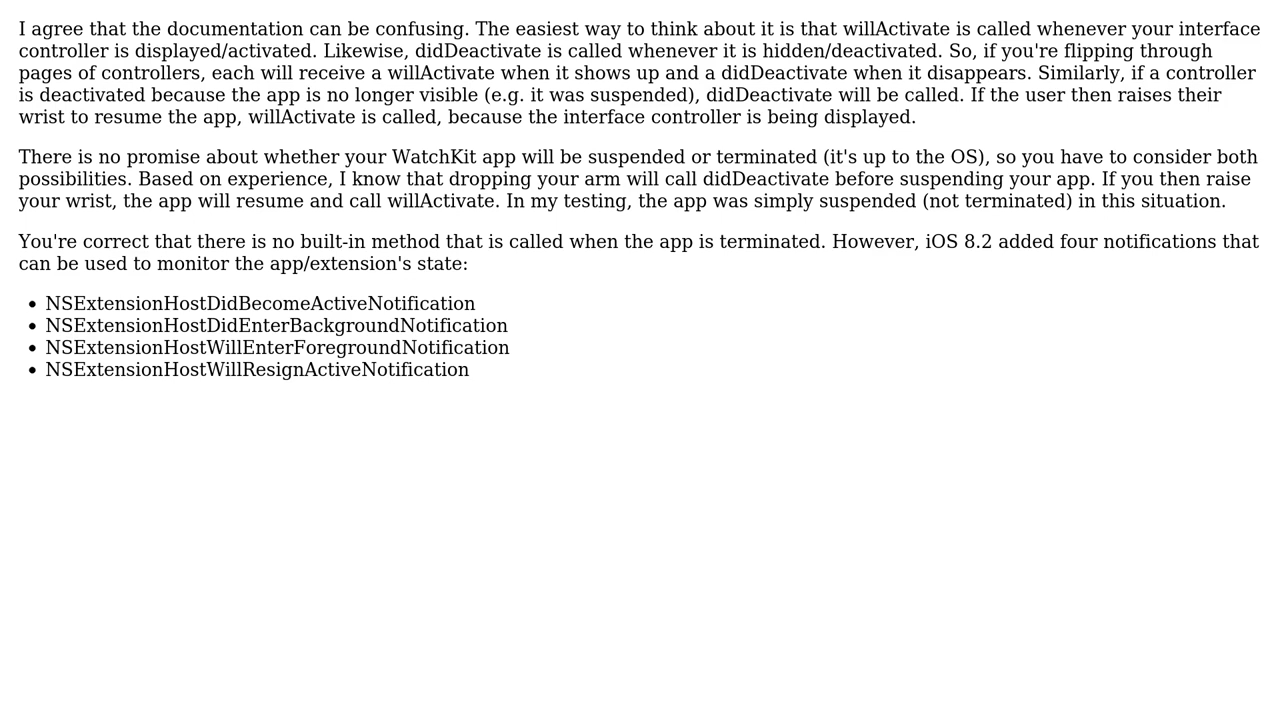 I agree that the documentation can be confusing. The easiest way to think about it is that willActivate is called whenever your interface
controller is displayed/activated. Likewise, didDeactivate is called whenever it is hidden/deactivated. So, if you're flipping through
pages of controllers, each will receive a willActivate when it shows up and a didDeactivate when it disappears. Similarly, if a controller
is deactivated because the app is no longer visible (e.g. it was suspended), didDeactivate will be called. If the user then raises their
wrist to resume the app, willActivate is called, because the interface controller is being displayed.
There is no promise about whether your WatchKit app will be suspended or terminated (it's up to the OS), so you have to consider both
possibilities. Based on experience, I know that dropping your arm will call didDeactivate before suspending your app. If you then raise
your wrist, the app will resume and call willActivate. In my testing, the app was simply suspended (not terminated) in this situation.
You're correct that there is no built-in method that is called when the app is terminated. However, iOS 8.2 added four notifications that
can be used to monitor the app/extension's state:
• NSExtensionHostDidBecomeActiveNotification
• NSExtensionHostDidEnterBackgroundNotification
• NSExtensionHostWillEnterForegroundNotification
• NSExtensionHostWillResignActiveNotification